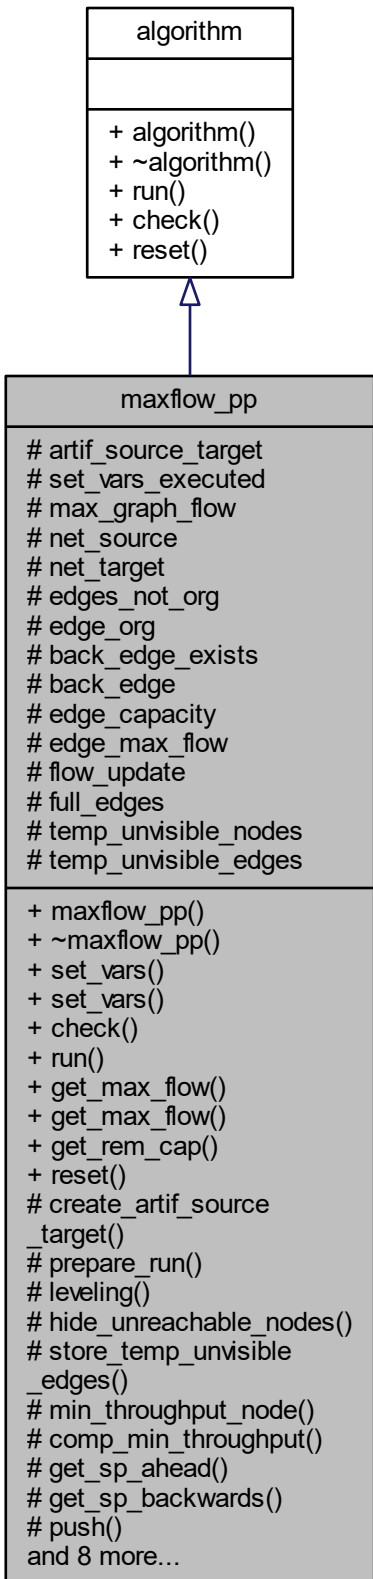 algorithm
+ algorithm()
+ ~algorithm()
+ run()
+ check()
+ reset()
maxflow_pp
# artif_source_target
# set_vars_executed
# max_graph_flow
# net_source
# net_target
# edges_not_org
# edge_org
# back_edge_exists
# back_edge
# edge_capacity
# edge_max_flow
# flow_update
# full_edges
# temp_unvisible_nodes
# temp_unvisible_edges
+ maxflow_pp()
+ ~maxflow_pp()
+ set_vars()
+ set_vars()
+ check()
+ run()
+ get_max_flow()
+ get_max_flow()
+ get_rem_cap()
+ reset()
# create_artif_source
_target()
# prepare_run()
# leveling()
# hide_unreachable_nodes()
# store_temp_unvisible
_edges()
# min_throughput_node()
# comp_min_throughput()
# get_sp_ahead()
# get_sp_backwards()
# push()
and 8 more...